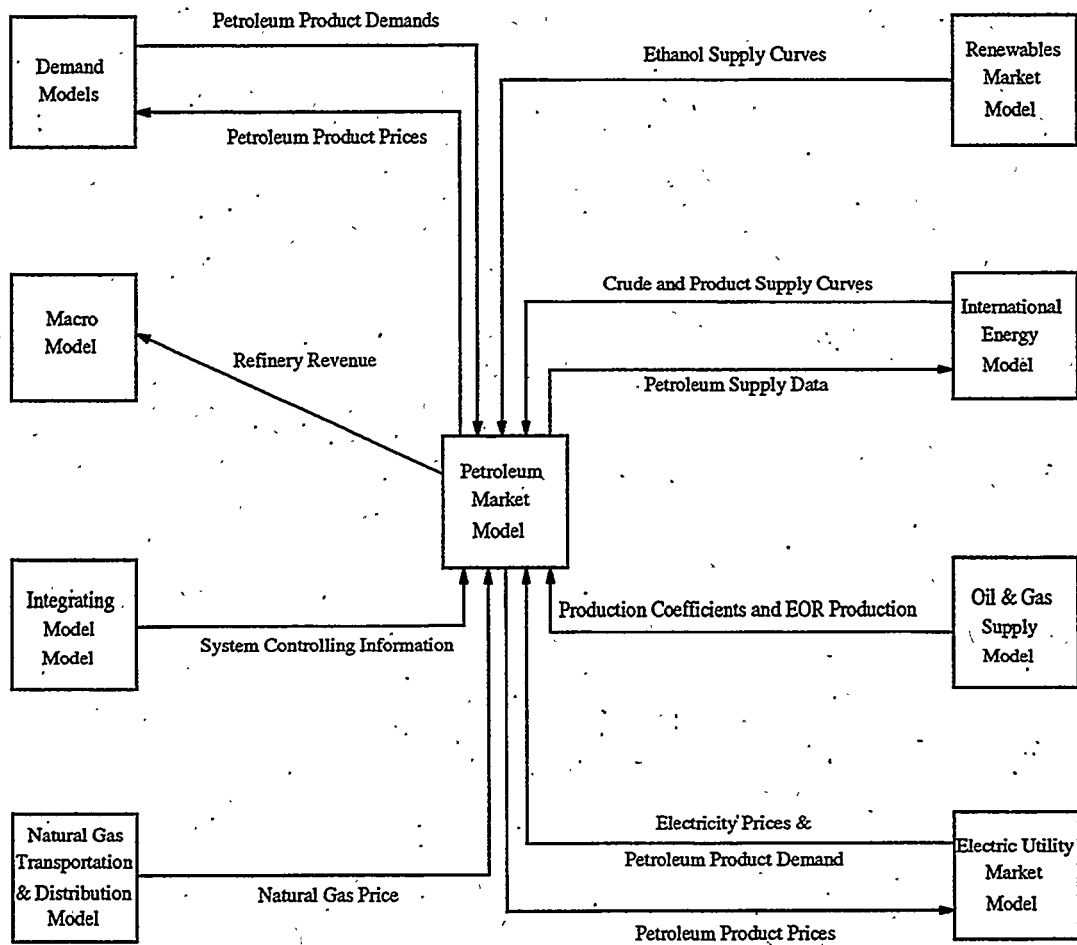 Petroleum Product Demands
Demand
Models
Petroleum Product Prices
Ethanol Supply Curves
Renewables
Market
Model
Macro
Model
Refinery Revenue
Crude and Product Supply Curves
International
Energy
Model
Petroleum Supply Data
Petroleum
Market
Model
Integrating
Model
Model
System Controlling Information
Production Coefficients and EOR Production
Oil & Gas
Supply
Model
Natural Gas
Transportation
& Distribution
Model
Natural Gas Price
Electricity Prices &
Petroleum Product Demand
Electric Utility
Market
Model
Petroleum Product Prices